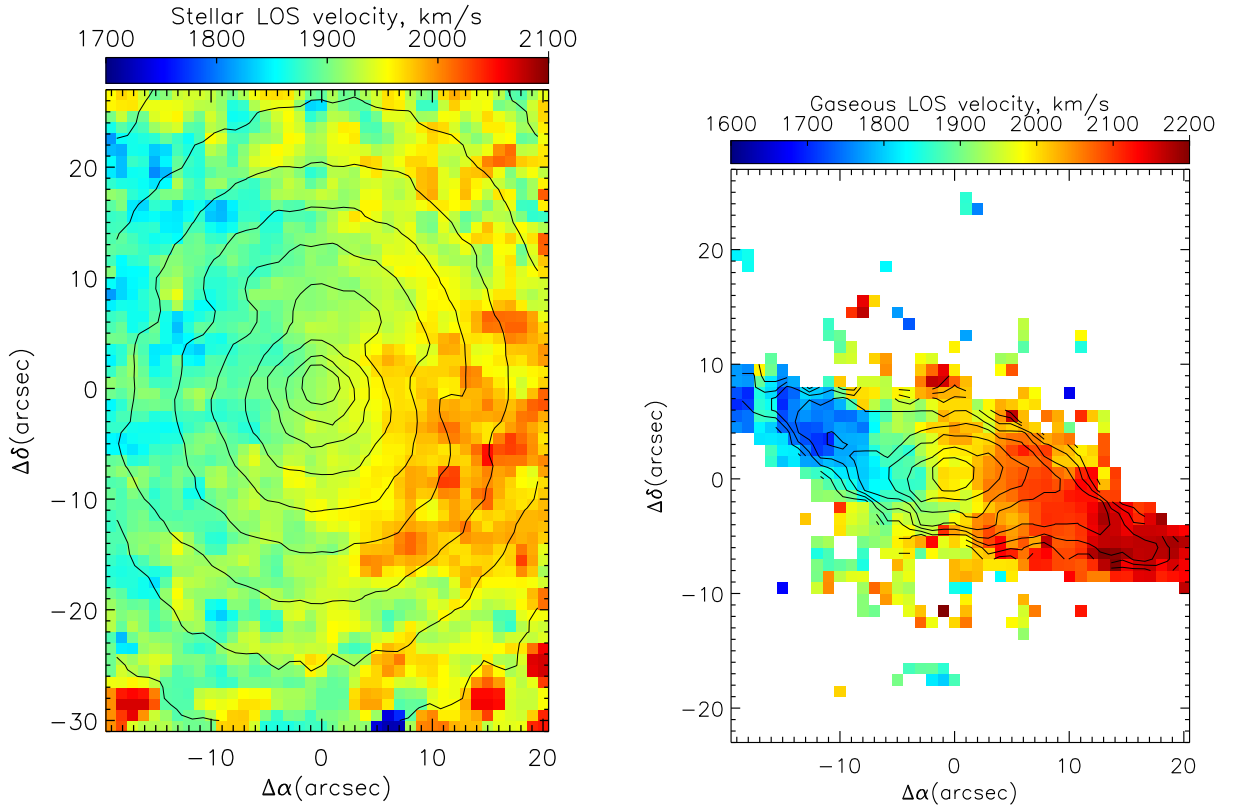 Stellar LOS velocity, km/s
1700 1800 1900 2000 2100
20
10
0
−10
−20
−30
Δδ(arcsec)
−10 0 10 20
Δα(arcsec)
Gaseous LOS velocity, km/s
1600 1700 1800 1900 2000 2100 2200
20
10
0
−10
−20
Δδ(arcsec)
−10 0 10 20
Δα(arcsec)